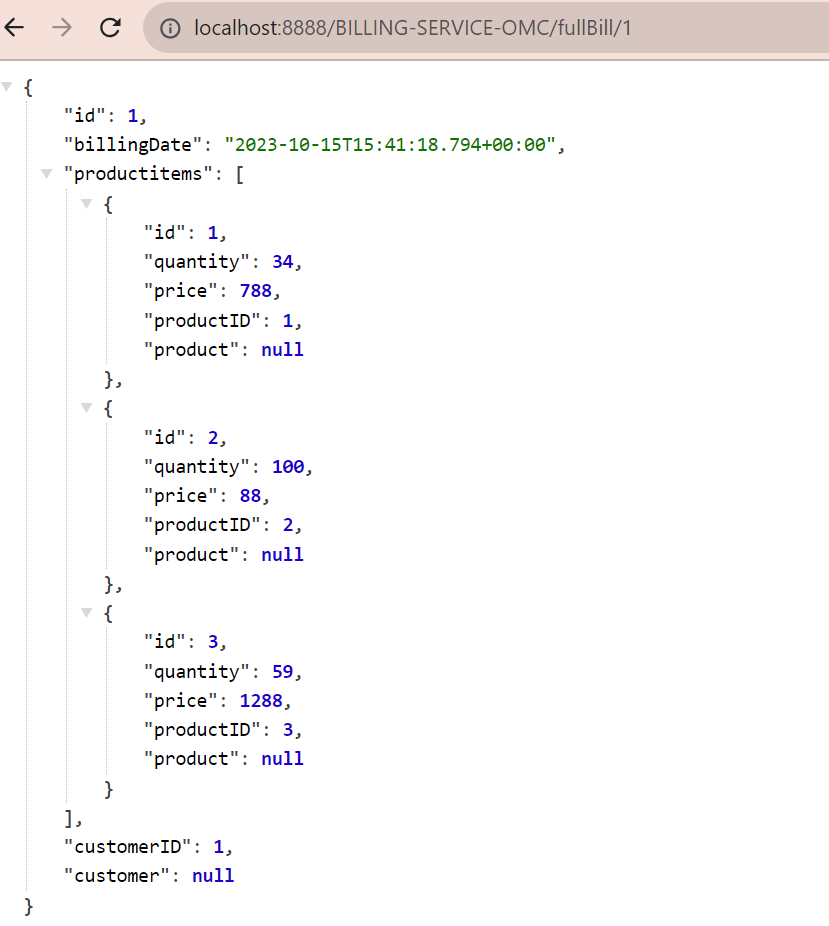 localhost:8888/BILLING-SERVICE-OMC/fullBill/1
{
"id": 1,
"billingDate": "2023-10-15T15:41:18.794+00:00",
"productitems": [
{
"id": 1,
"quantity": 34,
"price": 788,
"productID": 1,
"product": null
},
{
"id": 2,
"quantity": 100,
"price": 88,
"productID": 2,
"product": null
},
{
"id": 3,
"quantity": 59,
"price": 1288,
"productID": 3,
"product": null
}
],
"customerID": 1,
"customer": null
}